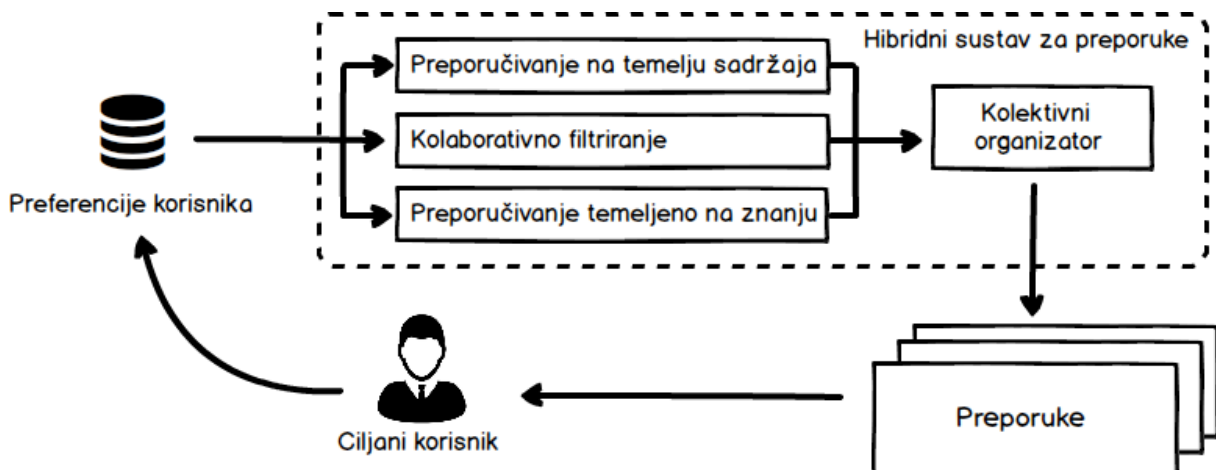 Hibridni sustav za preporuke
Preporučivanje na temelju sadržaja
Kolaborativno filtriranje
Preporučivanje temeljeno na znanju
Kolektivni
organizator
Preferencije korisnika
Ciljani korisnik
Preporuke